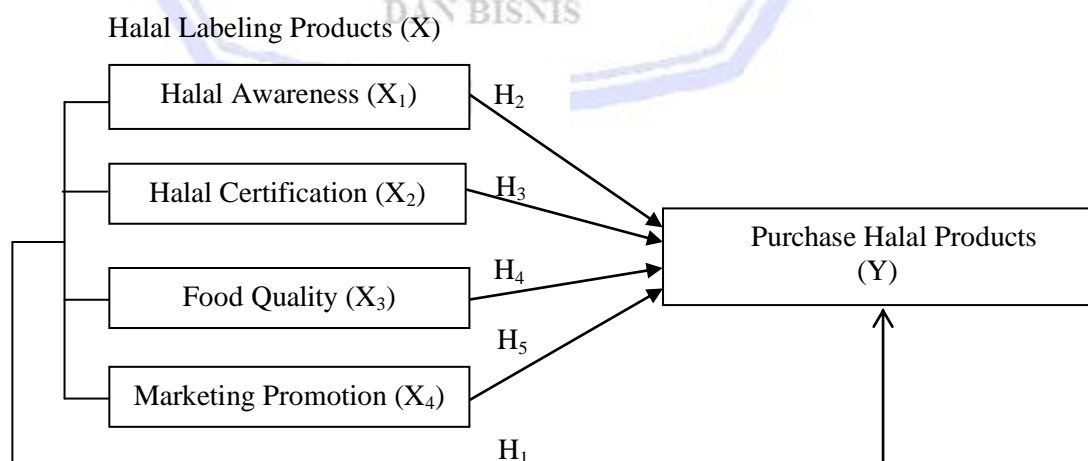 DAN BISNIS
Halal Labeling Products (X)
Halal Awareness (X₁)
H₂
Halal Certification (X₂)
H₃
Purchase Halal Products
(Y)
Food Quality (X₃)
H₄
H₅
Marketing Promotion (X₄)
H₁